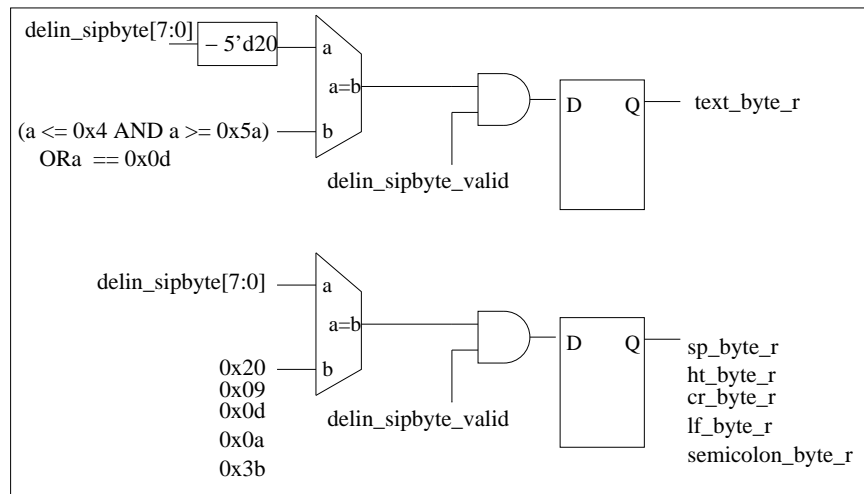 delin_sipbyte[7:0]
− 5'd20
a
a=b
b
(a <= 0x4 AND a >= 0x5a)
ORa == 0x0d
delin_sipbyte_valid
D
Q
text_byte_r
delin_sipbyte[7:0]
a
a=b
b
0x20
0x09
0x0d
0x0a
0x3b
delin_sipbyte_valid
D
Q
sp_byte_r
ht_byte_r
cr_byte_r
lf_byte_r
semicolon_byte_r